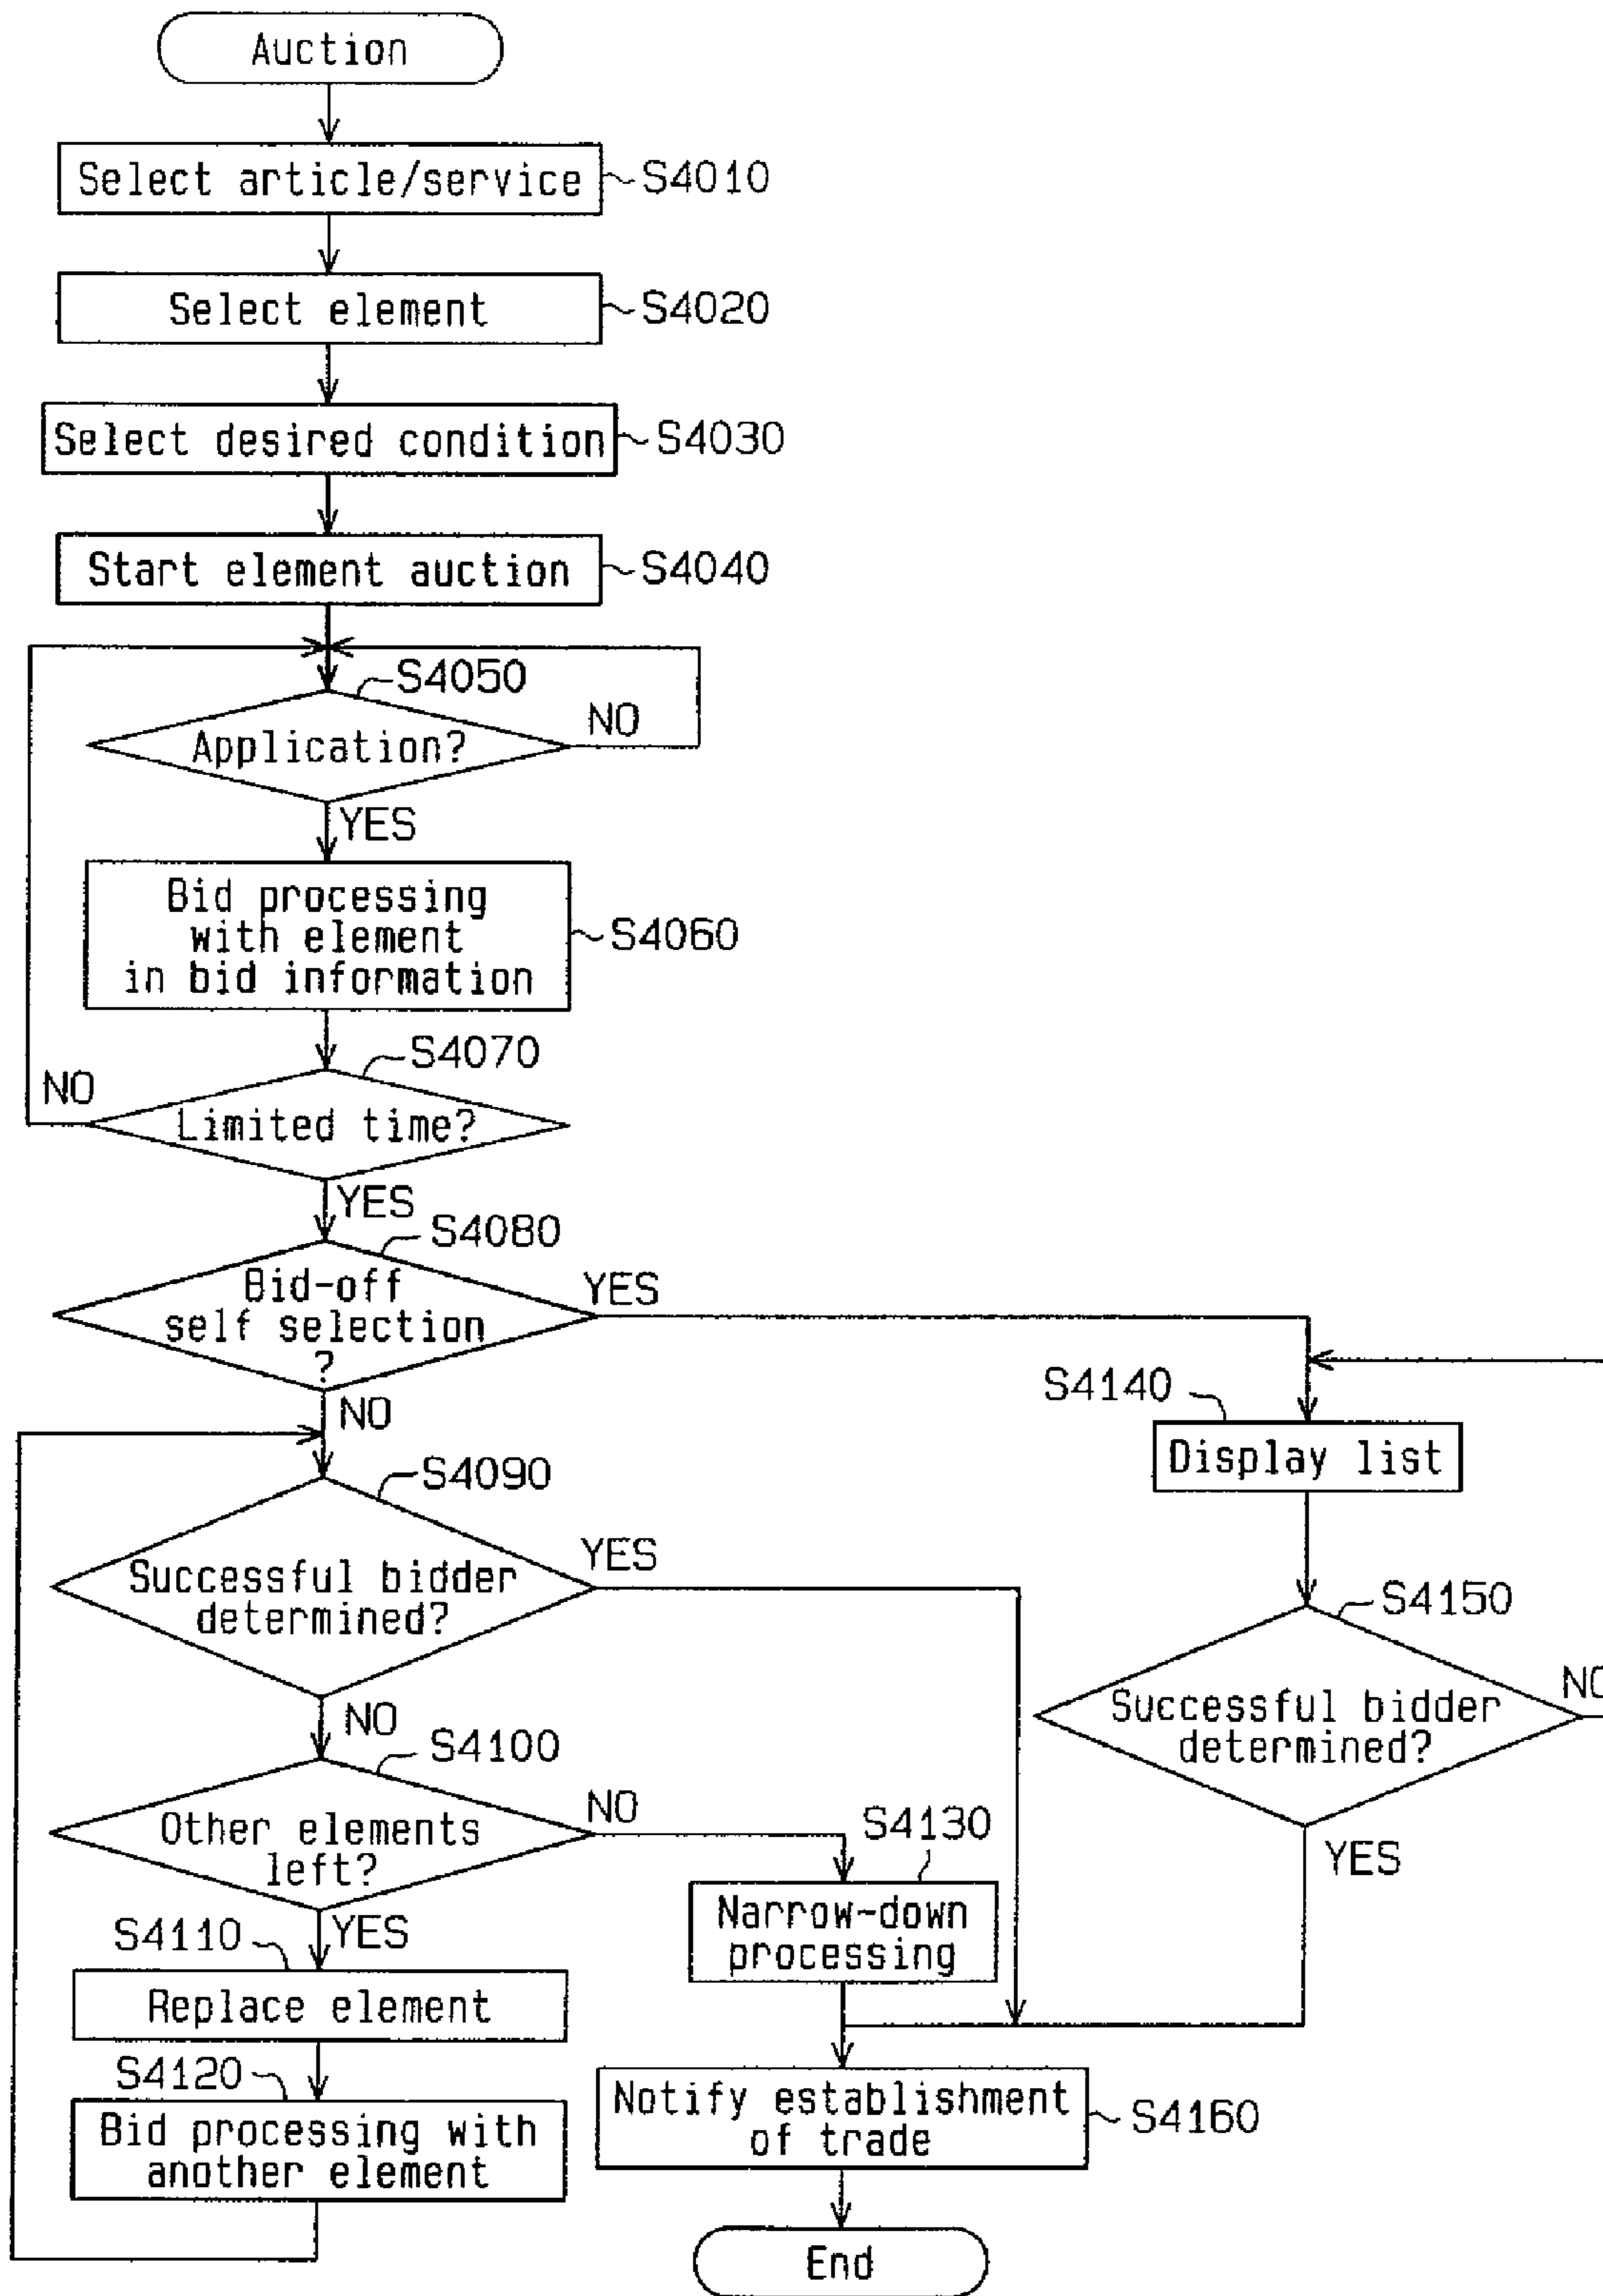 Auction
Select article/service
S4010
Select element
S4020
Select desired condition
S4030
Start element auction
S4040
S4050
Application?
NO
YES
Bid processing
with element
in bid information
S4060
S4070
NO
Limited time?
YES
S4080
Bid-off
self selection
?
YES
NO
S4140
Display list
S4090
Successful bidder
determined?
YES
S4150
Successful bidder
determined?
NO
YES
NO
S4100
Other elements
left?
NO
S4130
Narrow-down
processing
YES
S4110
Replace element
S4120
Bid processing with
another element
Notify establishment
of trade
S4160
End